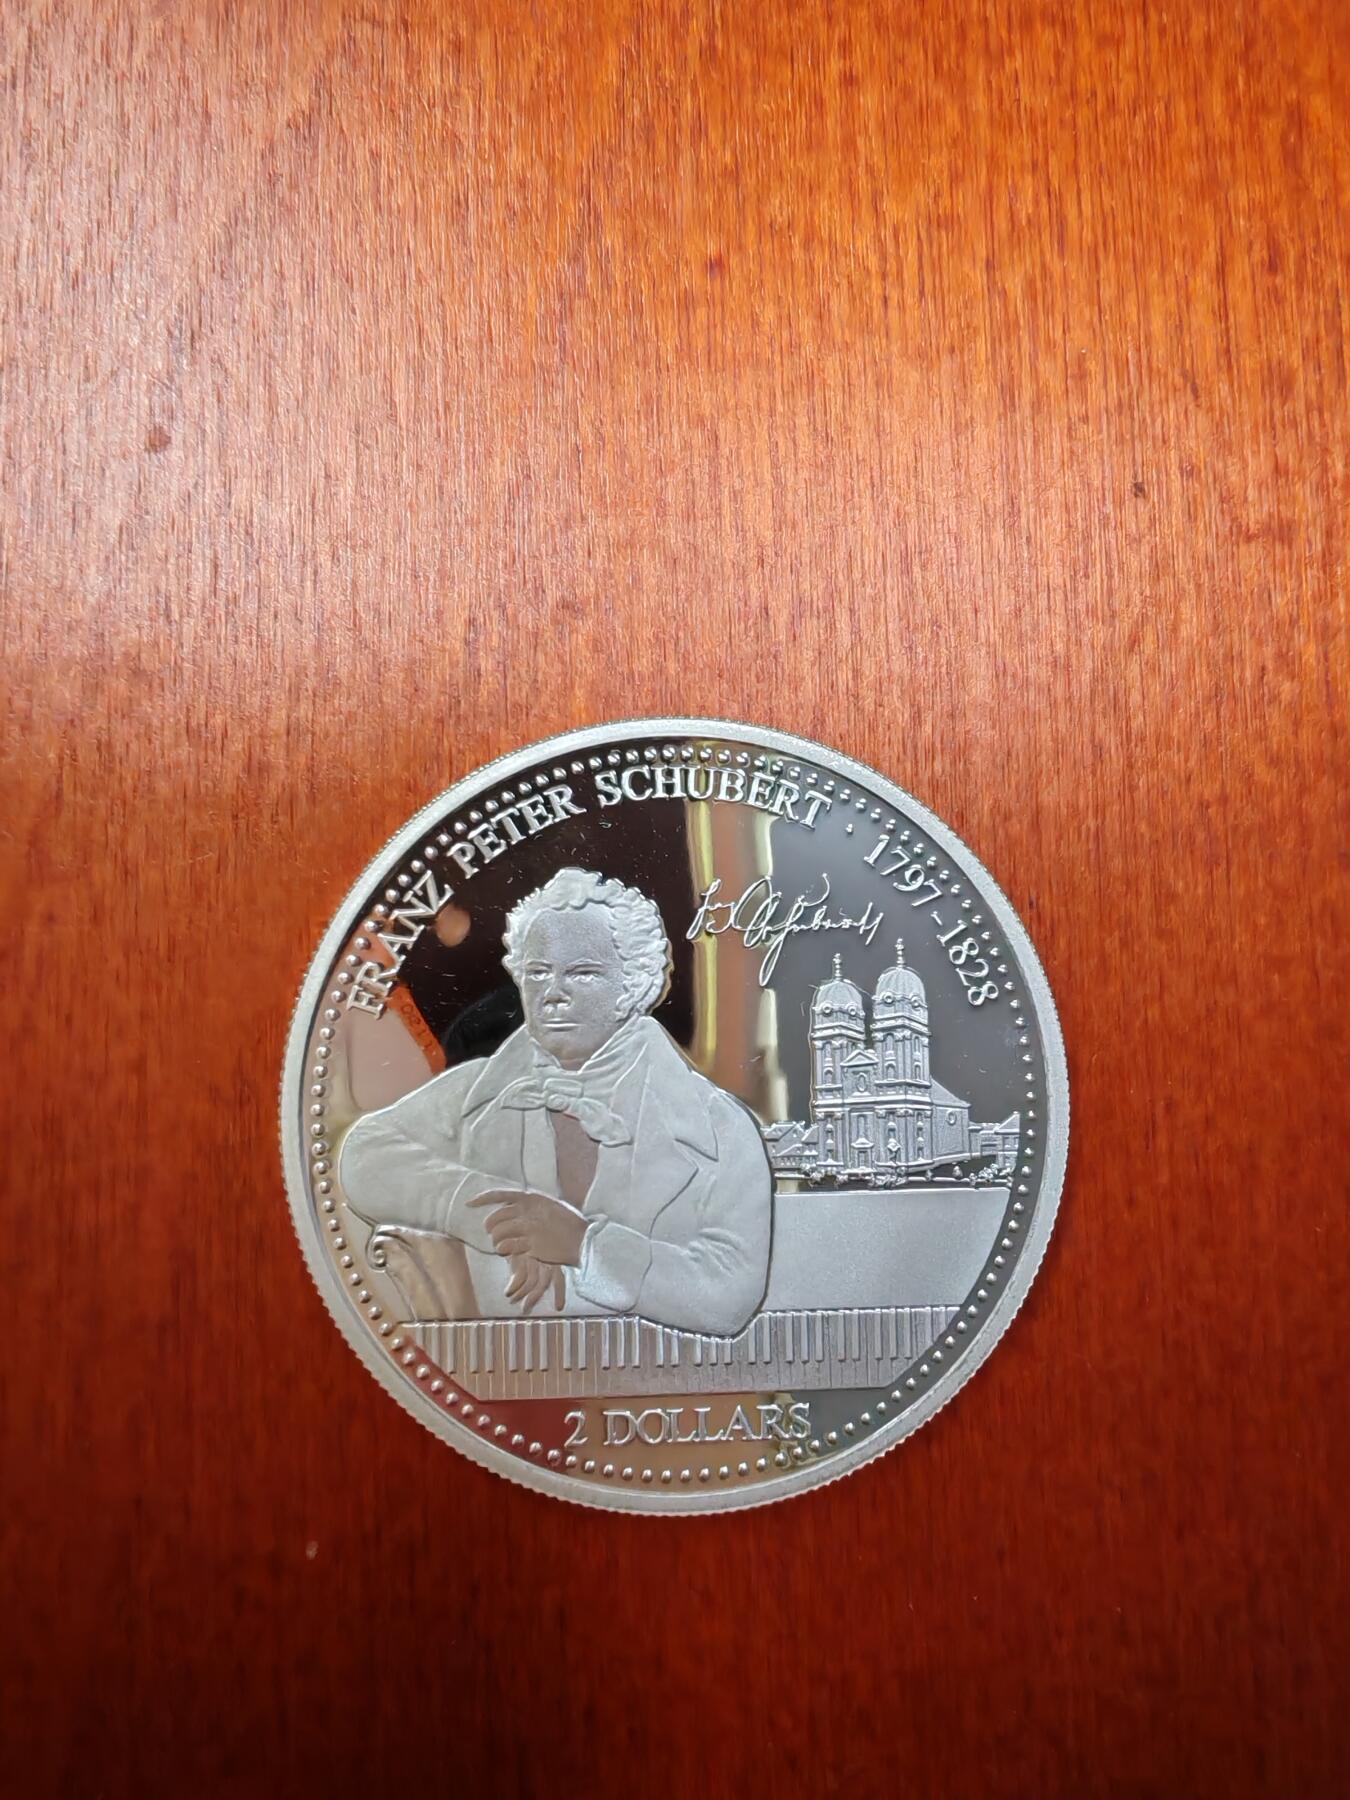 FRANZ PETER SCHUBERT · 1797-1828
2 DOLLARS